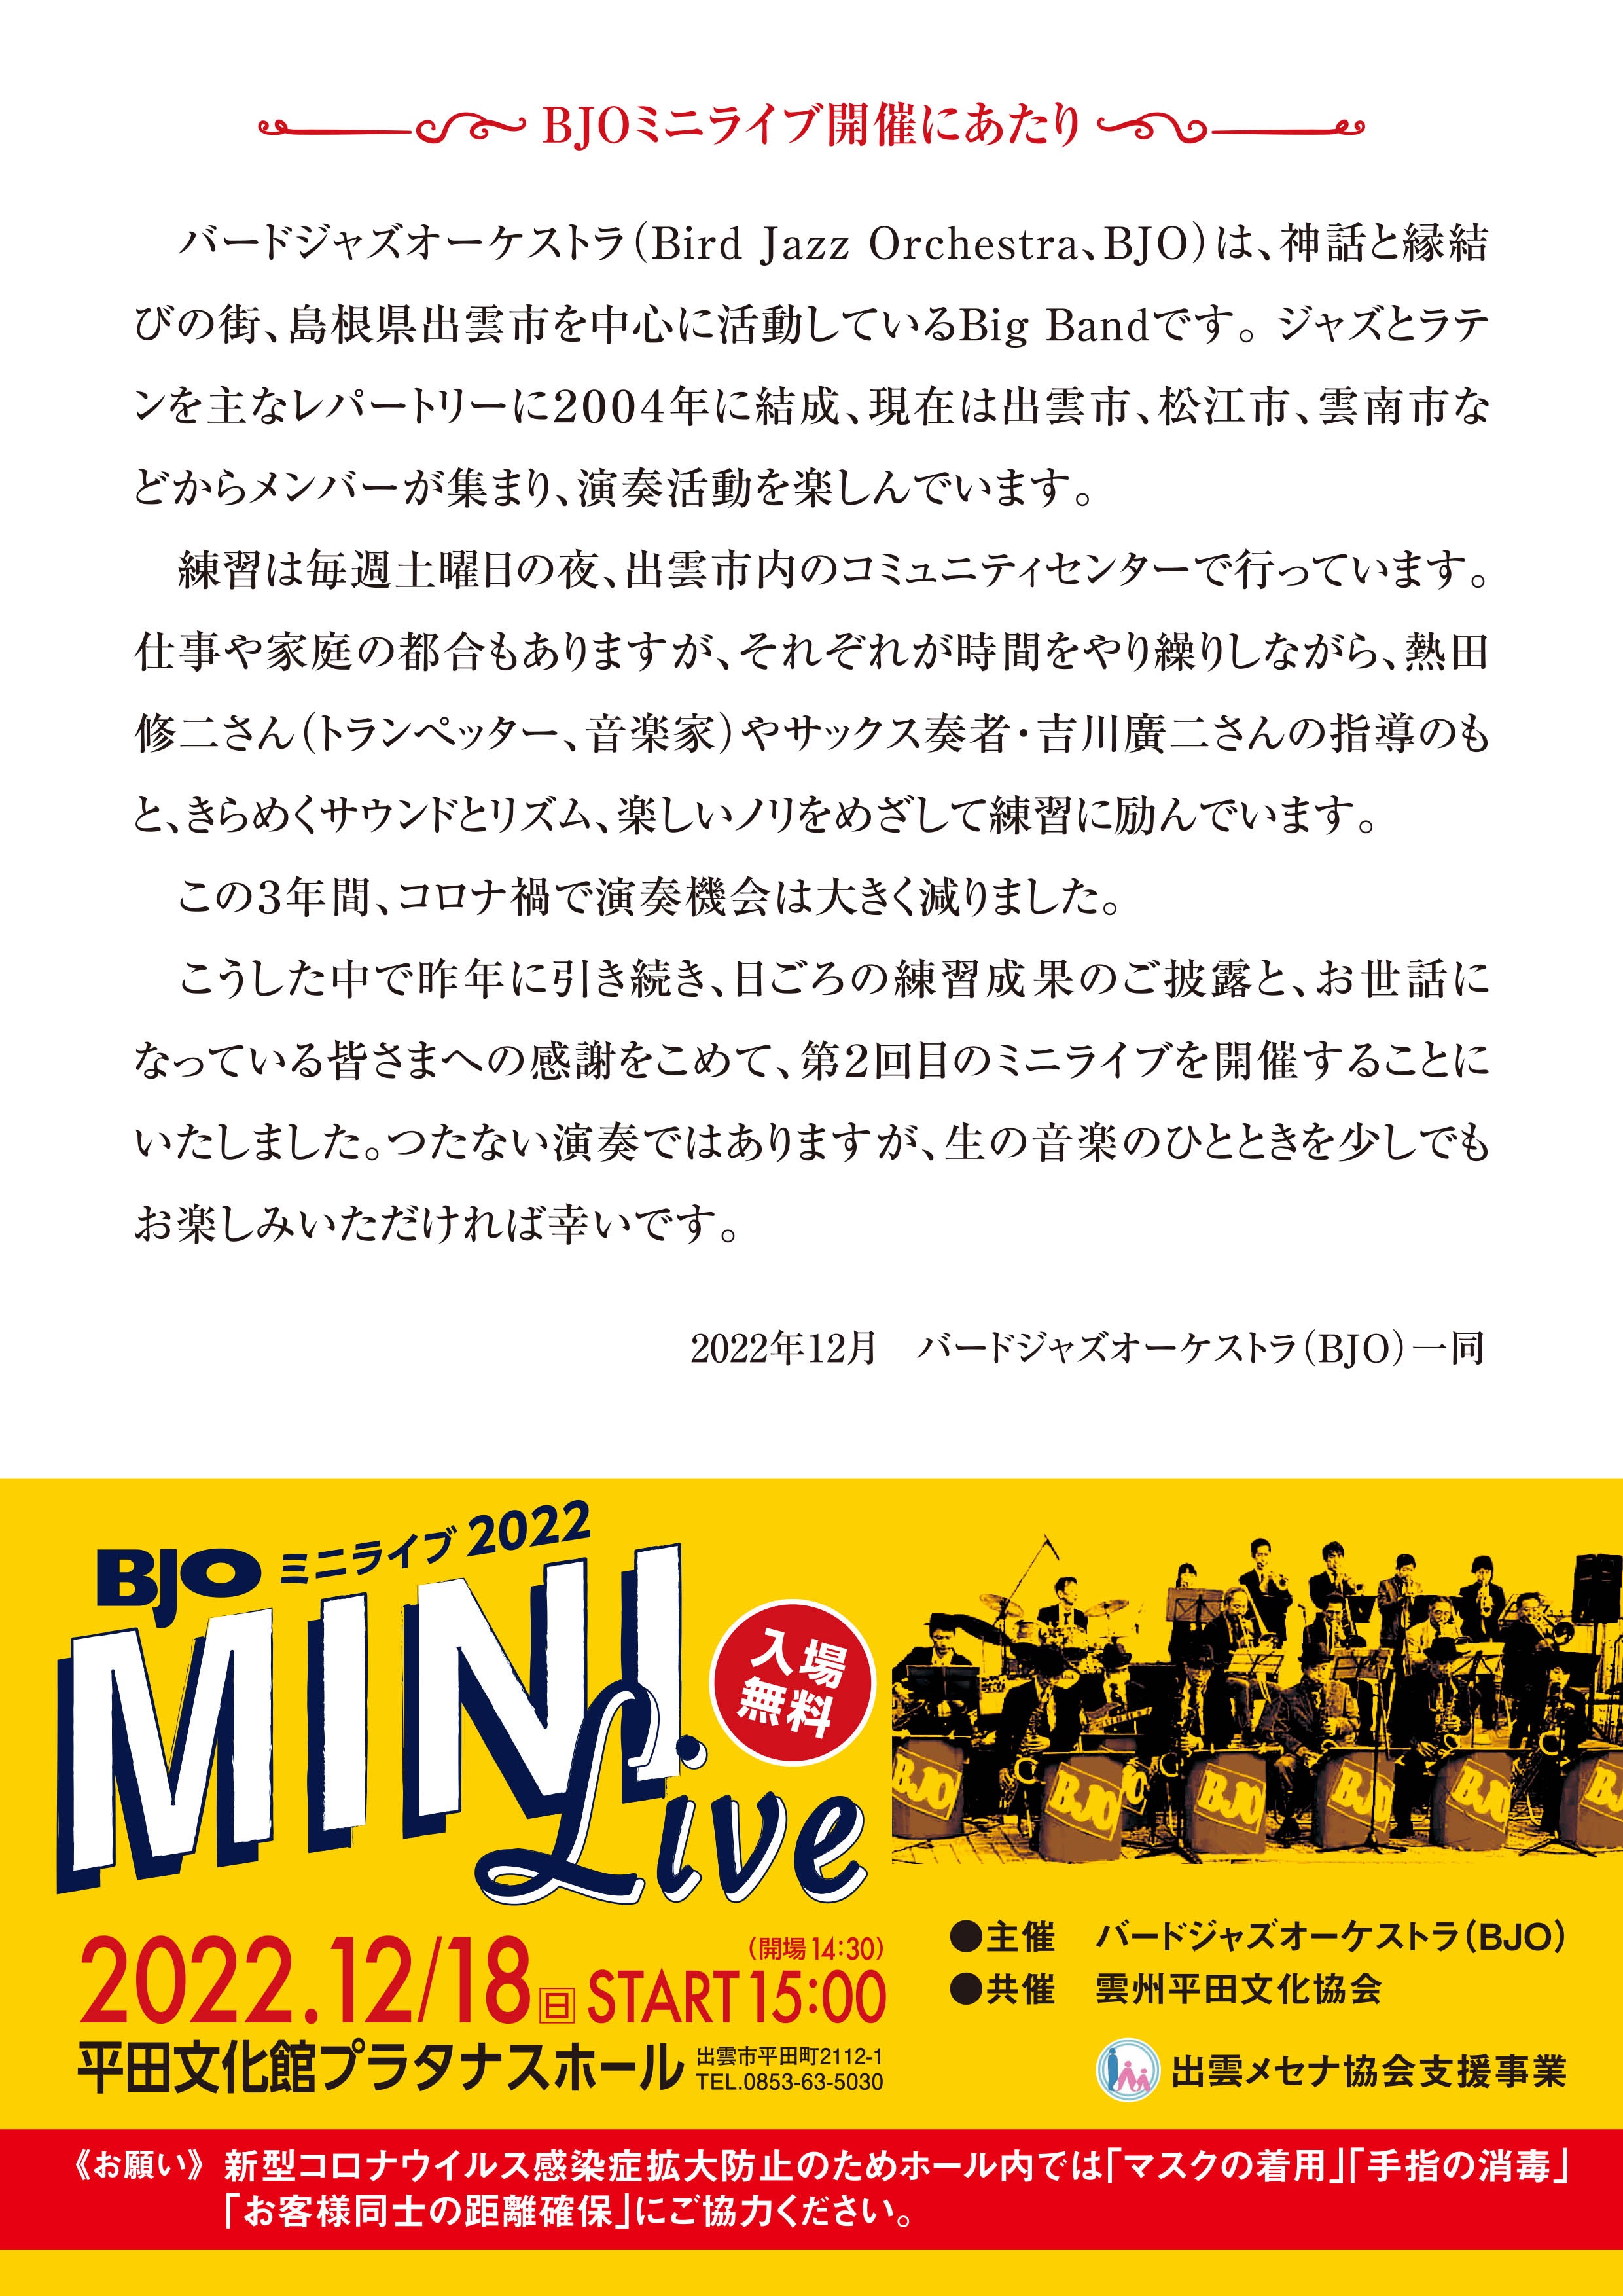 BJOミニライブ開催にあたり
バードジャズオーケストラ(Bird Jazz Orchestra、BJO)は、神話と縁結
びの街、島根県出雲市を中心に活動しているBig Bandです。ジャズとラテ
ンを主なレパートリーに2004年に結成、現在は出雲市、松江市、雲南市な
どからメンバーが集まり、演奏活動を楽しんでいます。
練習は毎週土曜日の夜、出雲市内のコミュニティセンターで行っています。
仕事や家庭の都合もありますが、それぞれが時間をやり繰りしながら、熱田
修二さん(トランペッター、音楽家)やサックス奏者・吉川廣二さんの指導のも
と、きらめくサウンドとリズム、楽しいノリをめざして練習に励んでいます。
この3年間、コロナ禍で演奏機会は大きく減りました。
こうした中で昨年に引き続き、日ごろの練習成果のご披露と、お世話に
なっている皆さまへの感謝をこめて、第2回目のミニライブを開催することに
いたしました。つたない演奏ではありますが、生の音楽のひとときを少しでも
お楽しみいただければ幸いです。
2022年12月　バードジャズオーケストラ(BJO)一同
BJO ミニライブ 2022
MINI
Live
入場
無料
BJO
BJO
JO
BJO
BJO
BJO
BJ
2022.12/18 日 START 15:00
(開場 14:30)
平田文化館プラタナスホール
出雲市平田町2112-1
TEL.0853-63-5030
●主催　バードジャズオーケストラ(BJO)
●共催　雲州平田文化協会
出雲メセナ協会支援事業
《お願い》新型コロナウイルス感染症拡大防止のためホール内では「マスクの着用」「手指の消毒」
「お客様同士の距離確保」にご協力ください。